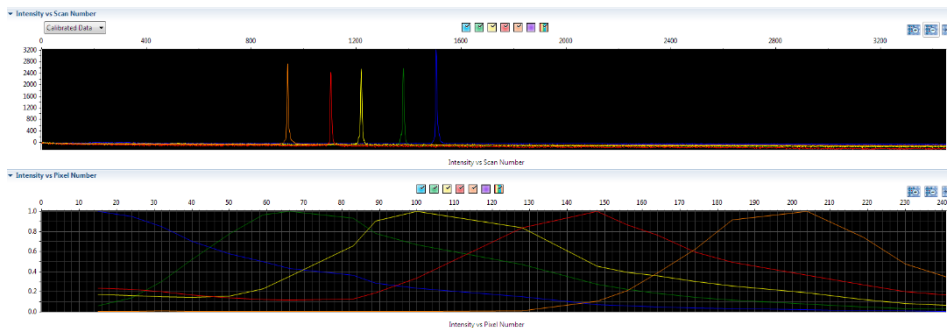 Intensity vs Scan Number
Calibrated Data
0 400 800 1200 1600 2000 2400 2800 3200
3200
2800
2400
2000
1600
1200
800
400
0
Intensity vs Scan Number
Intensity vs Pixel Number
0 10 20 30 40 50 60 70 80 90 100 110 120 130 140 150 160 170 180 190 200 210 220 230 240
1.0
0.8
0.6
0.4
0.2
0.0
Intensity vs Pixel Number